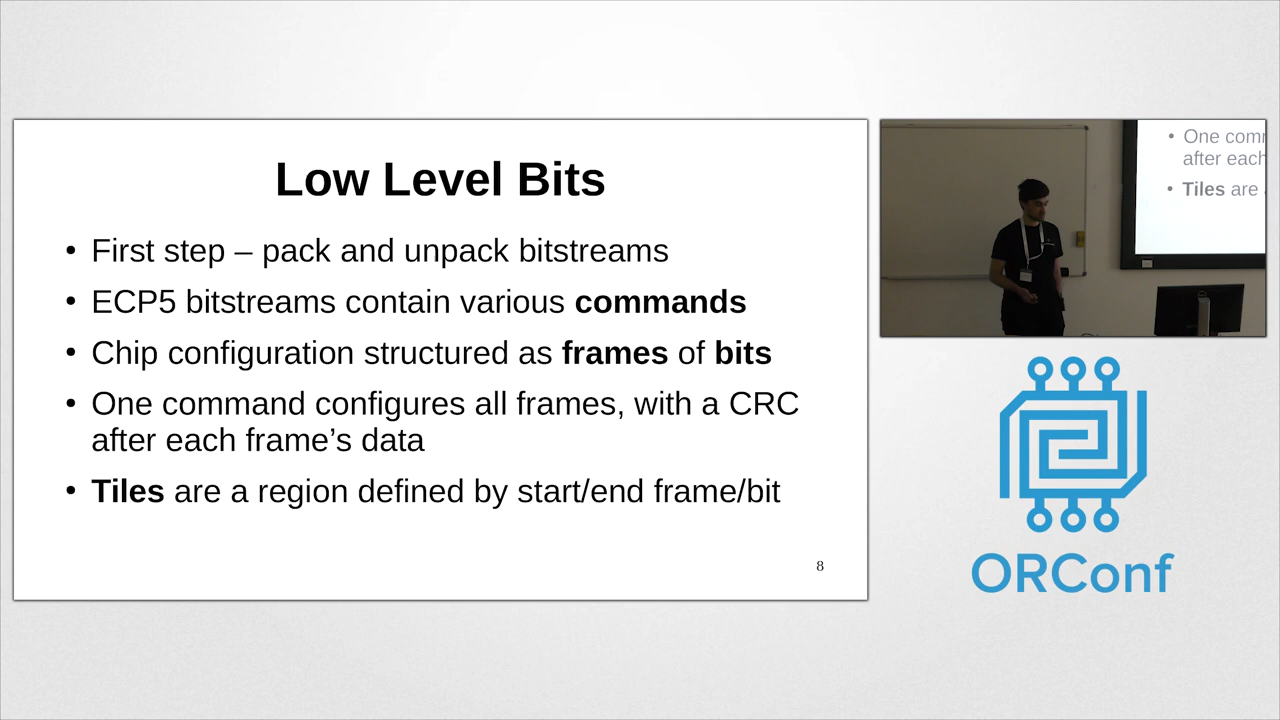 Low Level Bits
• First step – pack and unpack bitstreams
• ECP5 bitstreams contain various commands
• Chip configuration structured as frames of bits
• One command configures all frames, with a CRC
after each frame’s data
• Tiles are a region defined by start/end frame/bit
8
• One com
after each
• Tiles are
ORConf